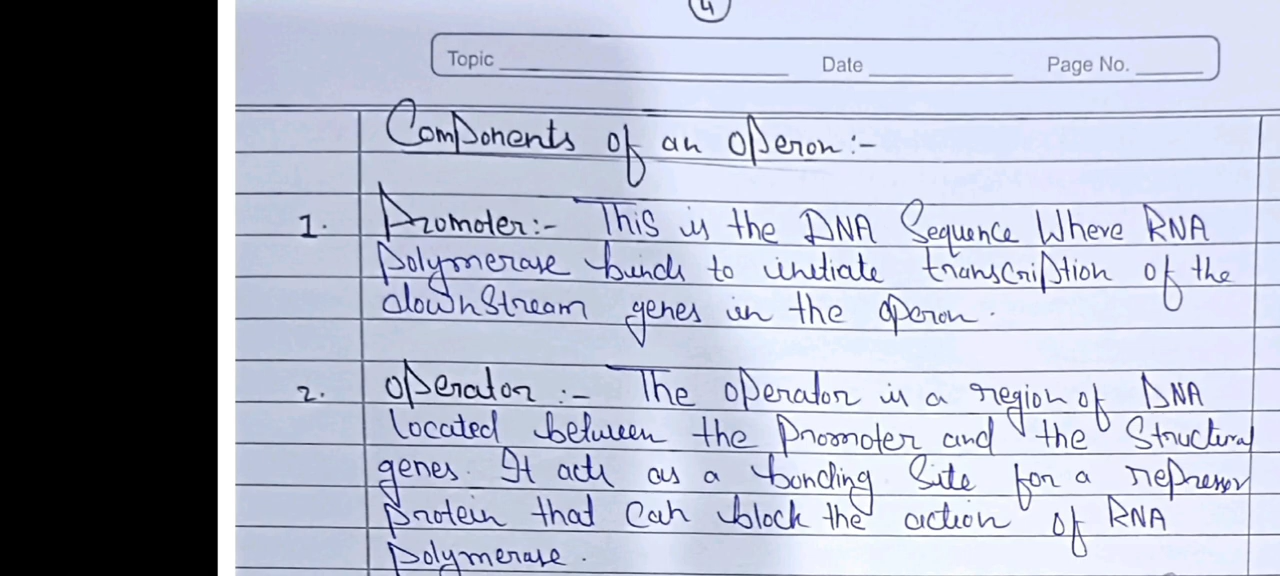 4
Topic Date Page No.
Components of an Operon:-
1. Promoter:- This is the DNA Sequence Where RNA
Polymerase binds to initiate transcription of the
downstream genes in the operon.
2. Operator :- The operator is a region of DNA
located between the promoter and the Structural
genes. It acts as a bonding Site for a repressor
protein that can block the action of RNA
polymerase.